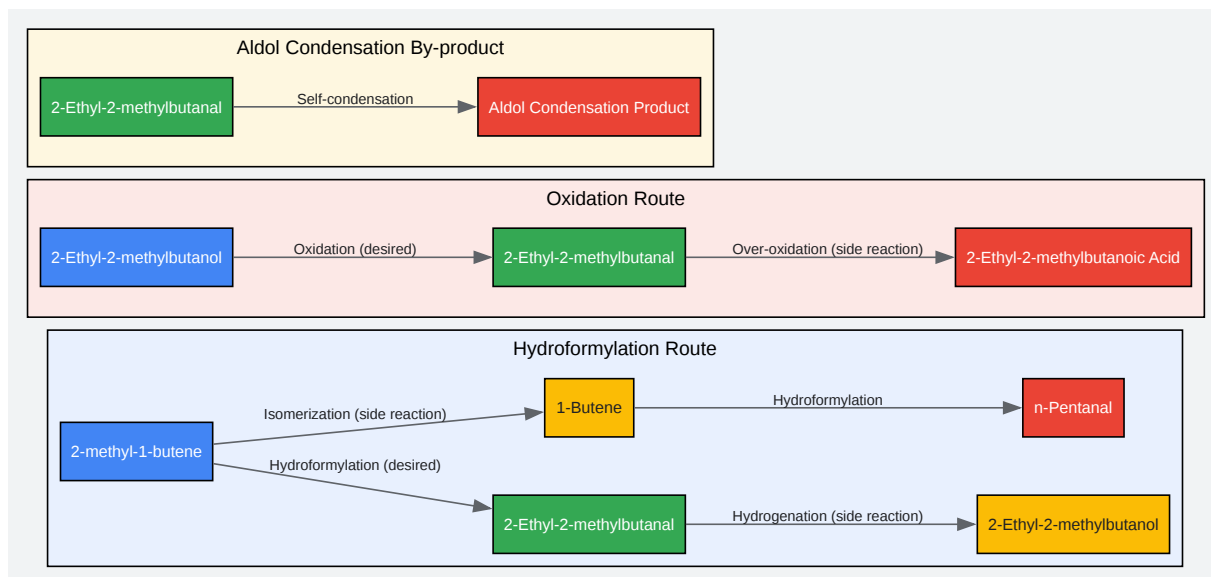 Aldol Condensation By-product
2-Ethyl-2-methylbutanal
Self-condensation
Aldol Condensation Product
Oxidation Route
2-Ethyl-2-methylbutanol
Oxidation (desired)
2-Ethyl-2-methylbutanal
Over-oxidation (side reaction)
2-Ethyl-2-methylbutanoic Acid
Hydroformylation Route
2-methyl-1-butene
Isomerization (side reaction)
1-Butene
Hydroformylation
n-Pentanal
Hydroformylation (desired)
2-Ethyl-2-methylbutanal
Hydrogenation (side reaction)
2-Ethyl-2-methylbutanol